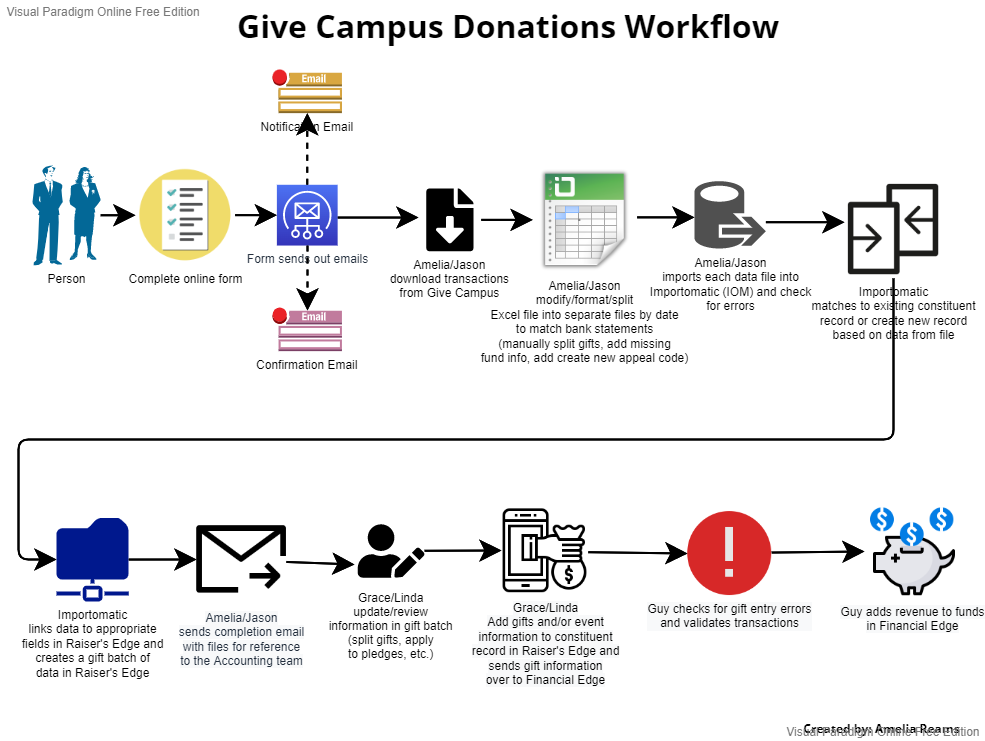 Visual Paradigm Online Free Edition
Give Campus Donations Workflow
Email
Notification Email
Person
Complete online form
Form sends out emails
Email
Confirmation Email
Amelia/Jason
download transactions
from Give Campus
Amelia/Jason
modify/format/split
Excel file into separate files by date
to match bank statements
(manually split gifts, add missing
fund info, add create new appeal code)
Amelia/Jason
imports each data file into
Importomatic (IOM) and check
for errors
Importomatic
matches to existing constituent
record or create new record
based on data from file
Importomatic
links data to appropriate
fields in Raiser's Edge and
creates a gift batch of
data in Raiser's Edge
Amelia/Jason
sends completion email
with files for reference
to the Accounting team
Grace/Linda
update/review
information in gift batch
(split gifts, apply
to pledges, etc.)
Grace/Linda
Add gifts and/or event
information to constituent
record in Raiser's Edge and
sends gift information
over to Financial Edge
Guy checks for gift entry errors
and validates transactions
Guy adds revenue to funds
in Financial Edge
Created by: Amelia Reams
Visual Paradigm Online Free Edition